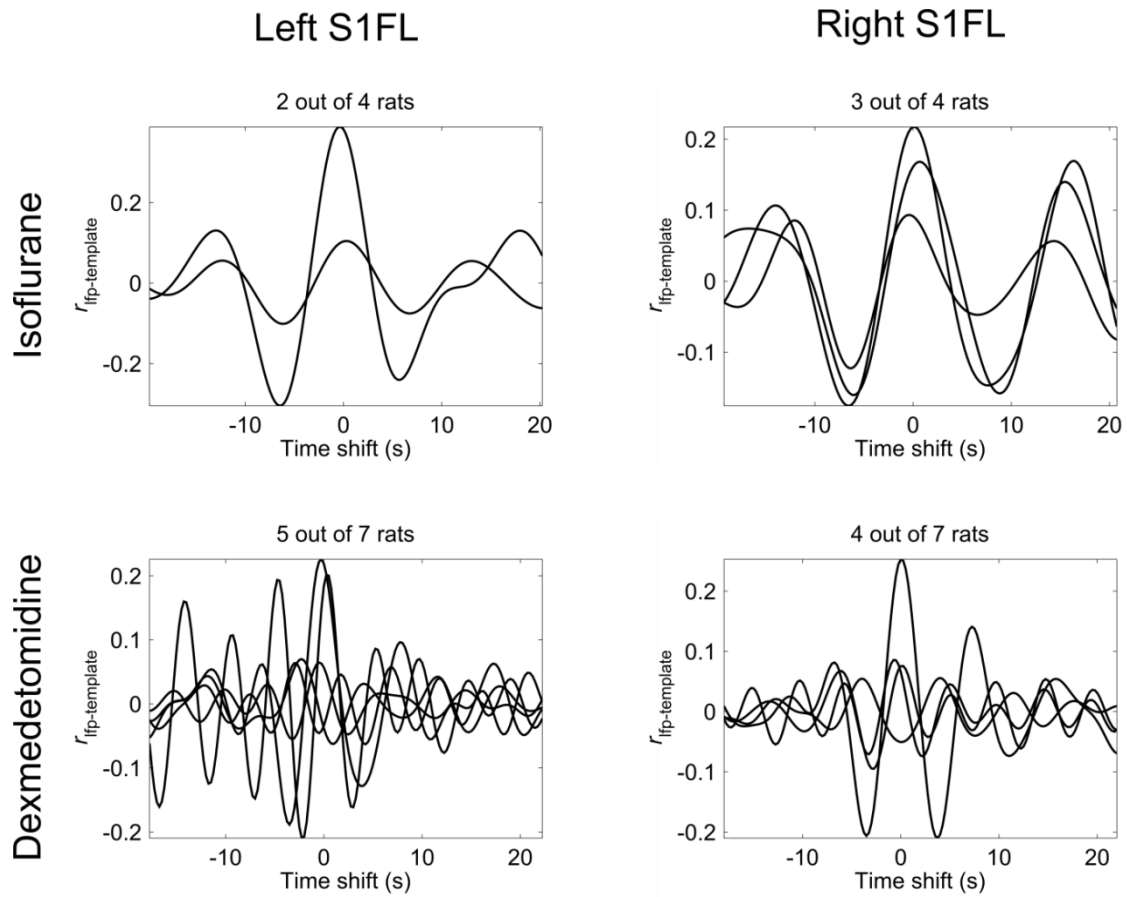 Left S1FL
Right S1FL
Isoflurane
2 out of 4 rats
r_lfp-template
0.2
0
-0.2
-10 0 10 20
Time shift (s)
3 out of 4 rats
r_lfp-template
0.2
0.1
0
-0.1
-10 0 10 20
Time shift (s)
Dexmedetomidine
5 out of 7 rats
r_lfp-template
0.2
0.1
0
-0.1
-0.2
-10 0 10 20
Time shift (s)
4 out of 7 rats
r_lfp-template
0.2
0.1
0
-0.1
-0.2
-10 0 10 20
Time shift (s)